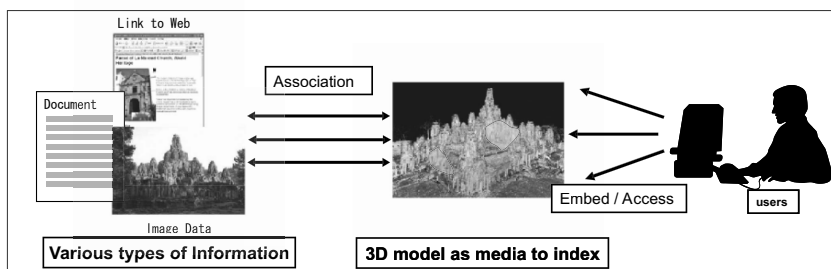 Link to Web
Document
Association
Embed / Access
users
Image Data
Various types of Information
3D model as media to index